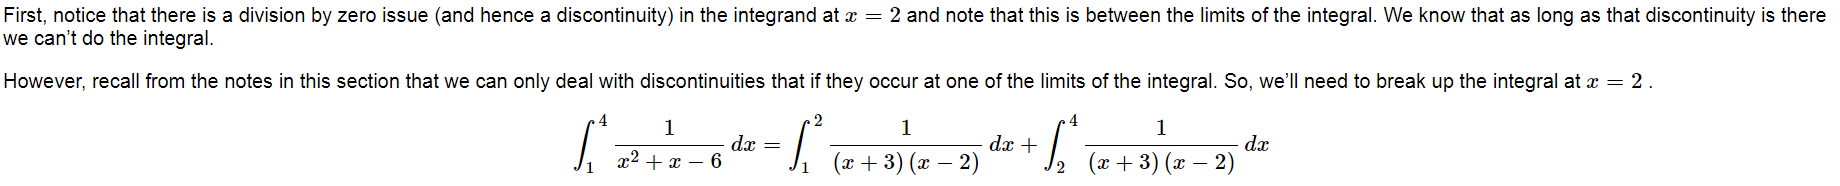 First, notice that there is a division by zero issue (and hence a discontinuity) in the integrand at x = 2 and note that this is between the limits of the integral. We know that as long as that discontinuity is there
we can’t do the integral.
However, recall from the notes in this section that we can only deal with discontinuities that if they occur at one of the limits of the integral. So, we’ll need to break up the integral at x = 2 .
∫₁⁴ 1/(x² + x − 6) dx = ∫₁² 1/((x + 3) (x − 2)) dx + ∫₂⁴ 1/((x + 3) (x − 2)) dx